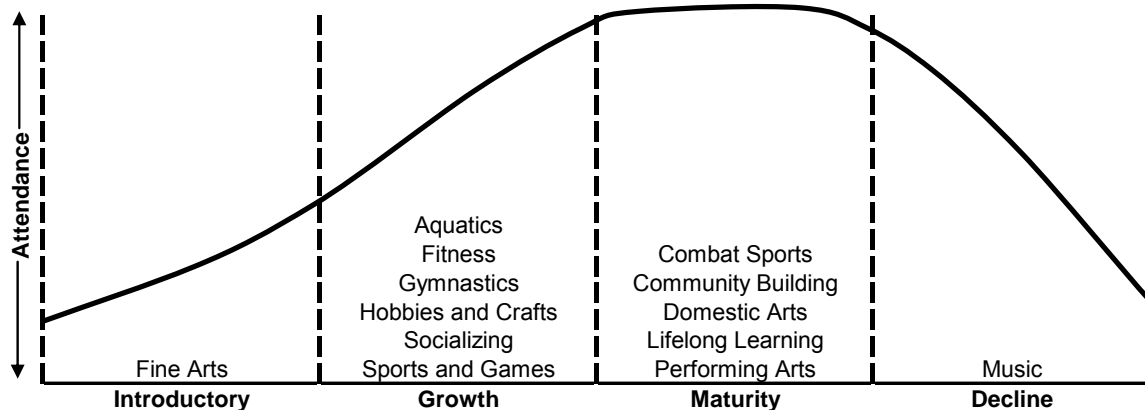 Attendance
Fine Arts
Introductory
Aquatics
Fitness
Gymnastics
Hobbies and Crafts
Socializing
Sports and Games
Growth
Combat Sports
Community Building
Domestic Arts
Lifelong Learning
Performing Arts
Maturity
Music
Decline